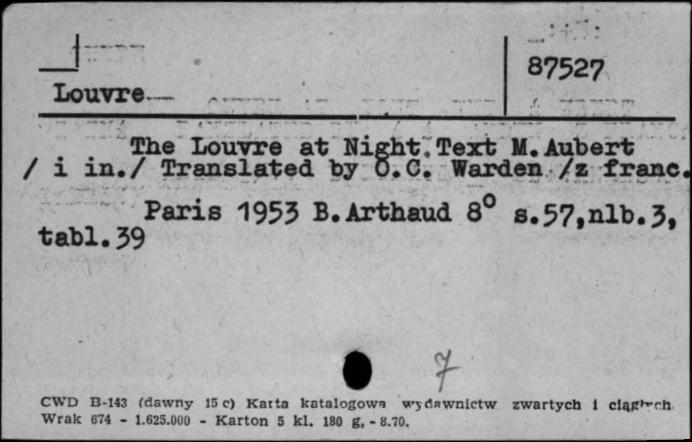 87527
Louvre
The Louvre at Night.Text M.Aubert
/ i in./ Translated by O.C. Warden /z franc.
Paris 1953 B.Arthaud 8° s.57,nlb.3,
tabl.39
7
CWD B-143 (dawny 15 c) Karta katalogowa wydawnictw zwartych i ciągłych
Wrak 674 - 1.625.000 - Karton 5 kl. 180 g, - 8.70.